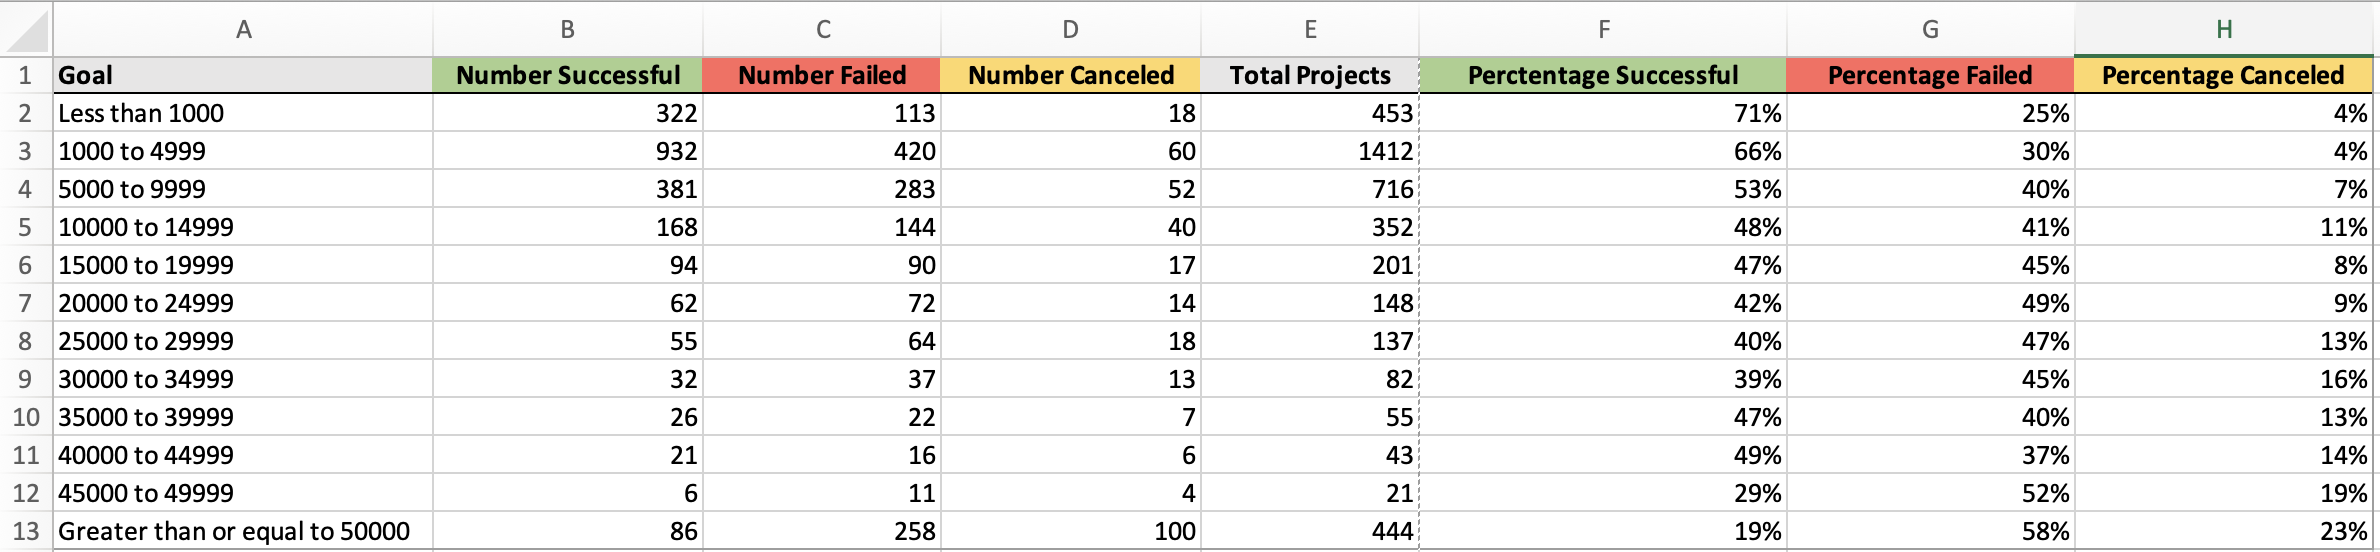 A B C D E F G H
1 Goal Number Successful Number Failed Number Canceled Total Projects Perctentage Successful Percentage Failed Percentage Canceled
2 Less than 1000 322 113 18 453 71% 25% 4%
3 1000 to 4999 932 420 60 1412 66% 30% 4%
4 5000 to 9999 381 283 52 716 53% 40% 7%
5 10000 to 14999 168 144 40 352 48% 41% 11%
6 15000 to 19999 94 90 17 201 47% 45% 8%
7 20000 to 24999 62 72 14 148 42% 49% 9%
8 25000 to 29999 55 64 18 137 40% 47% 13%
9 30000 to 34999 32 37 13 82 39% 45% 16%
10 35000 to 39999 26 22 7 55 47% 40% 13%
11 40000 to 44999 21 16 6 43 49% 37% 14%
12 45000 to 49999 6 11 4 21 29% 52% 19%
13 Greater than or equal to 50000 86 258 100 444 19% 58% 23%